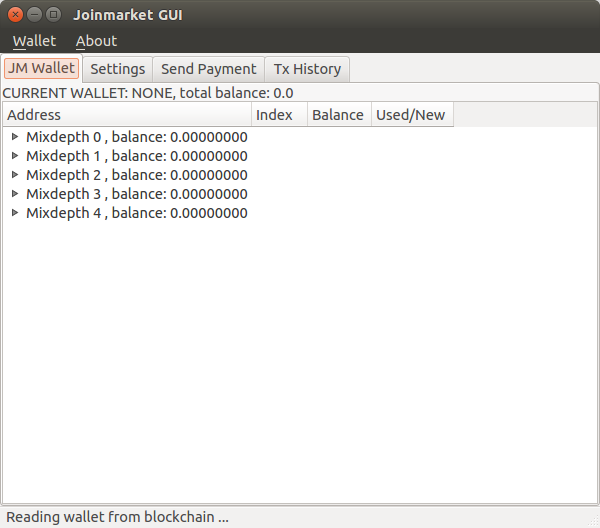 Joinmarket GUI
Wallet About
JM Wallet Settings Send Payment Tx History
CURRENT WALLET: NONE, total balance: 0.0
Address Index Balance Used/New
Mixdepth 0 , balance: 0.00000000
Mixdepth 1 , balance: 0.00000000
Mixdepth 2 , balance: 0.00000000
Mixdepth 3 , balance: 0.00000000
Mixdepth 4 , balance: 0.00000000
Reading wallet from blockchain ...